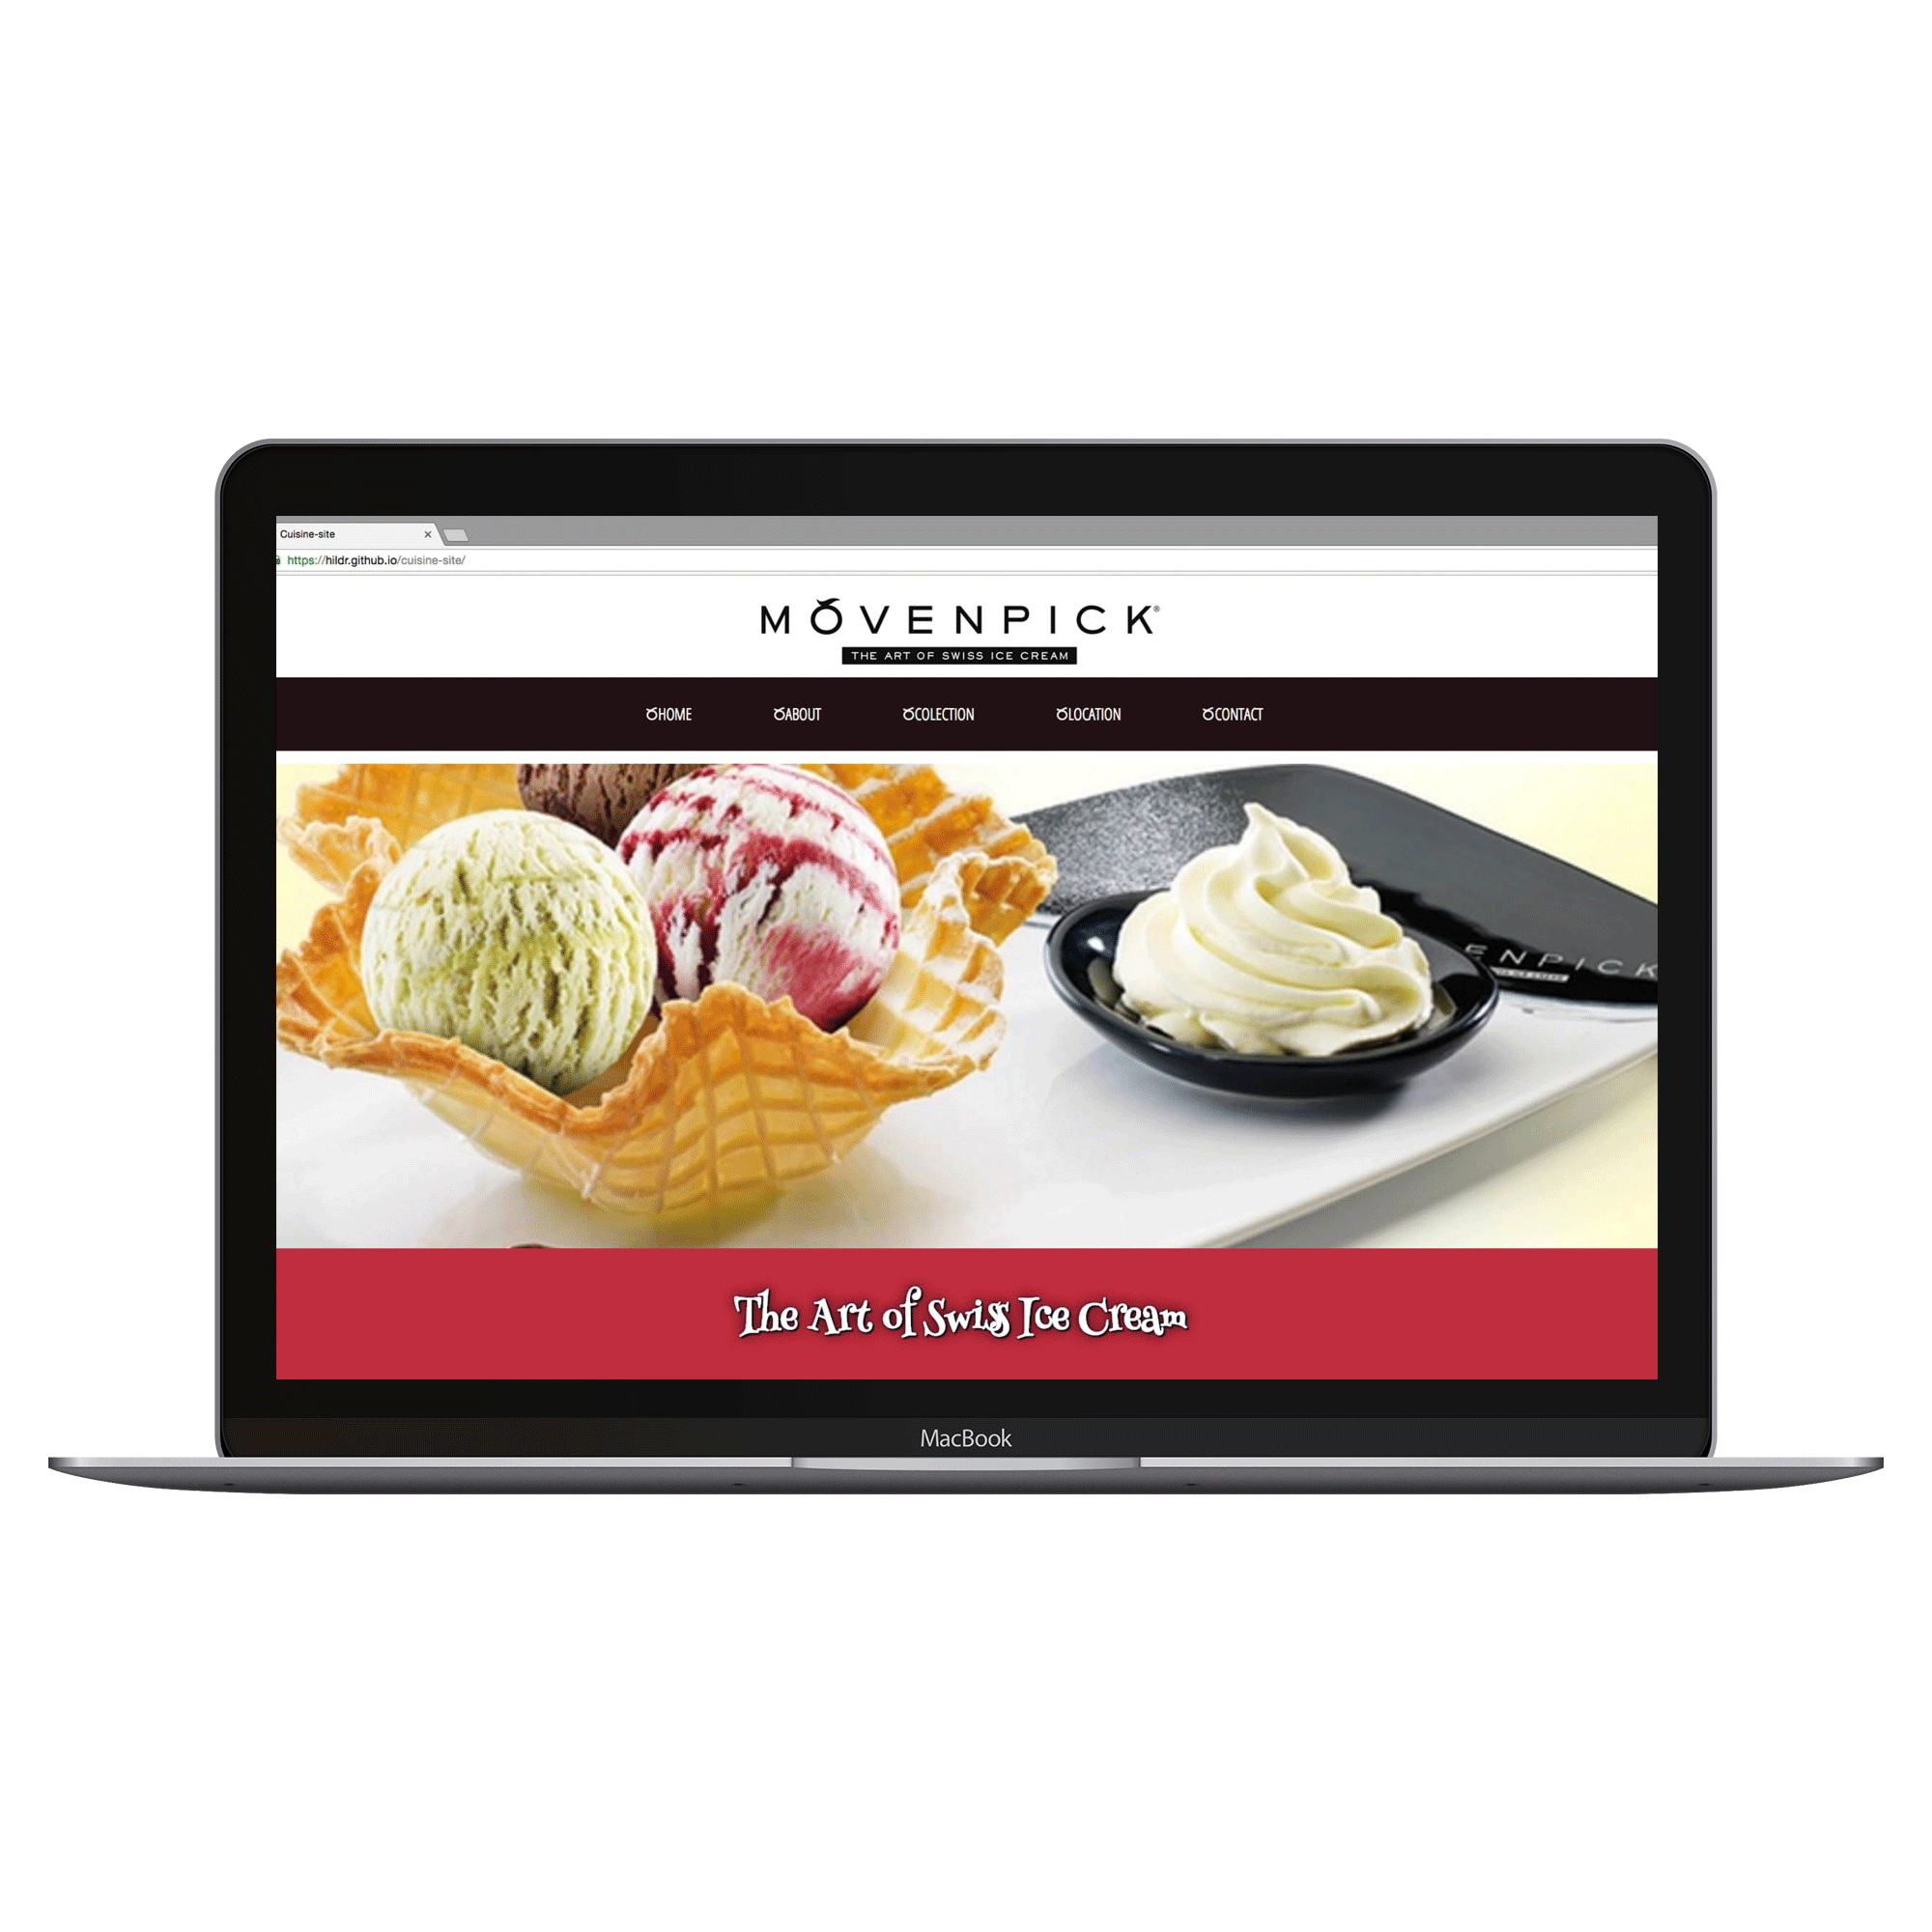 Cuisine-site
https://hildr.github.io/cuisine-site/
MÖVENPICK®
THE ART OF SWISS ICE CREAM
HOME ABOUT COLECTION LOCATION CONTACT
ENPICK
The Art of Swiss Ice Cream
MacBook